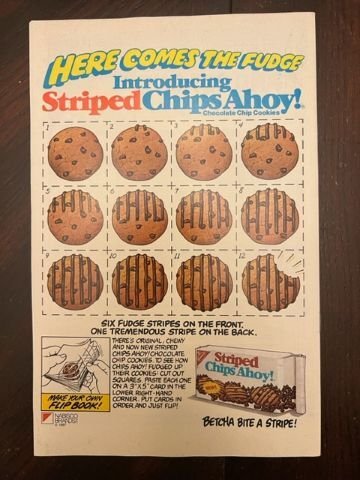 HERE COMES THE FUDGE
Introducing
Striped Chips Ahoy!
Chocolate Chip Cookies
1 2 3 4
5 6 7 8
9 10 11 12
SIX FUDGE STRIPES ON THE FRONT.
ONE TREMENDOUS STRIPE ON THE BACK.
THERE'S ORIGINAL, CHEWY
AND NOW NEW STRIPED
CHIPS AHOY! CHOCOLATE
CHIP COOKIES. TO SEE HOW
CHIPS AHOY! FUDGED UP
THEIR COOKIES: CUT OUT
SQUARES. PASTE EACH ONE
ON A 3"X5" CARD IN THE
LOWER RIGHT-HAND
CORNER. PUT CARDS IN
ORDER AND JUST FLIP!
MAKE YOUR OWN
FLIP BOOK!
NABISCO
BRANDS
Striped
Chips Ahoy!
BETCHA BITE A STRIPE!